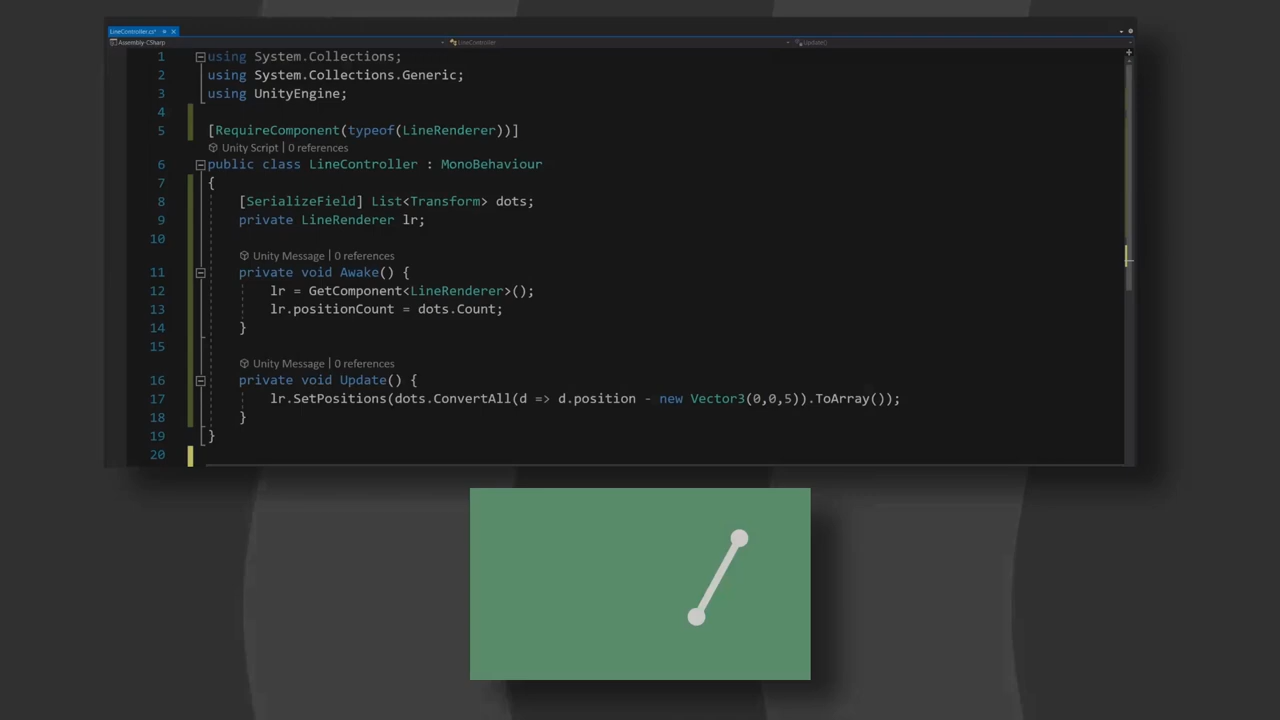 LineController.cs*
Assembly-CSharp LineController Update()
1 using System.Collections;
2 using System.Collections.Generic;
3 using UnityEngine;
4
5 [RequireComponent(typeof(LineRenderer))]
Unity Script | 0 references
6 public class LineController : MonoBehaviour
7 {
8 [SerializeField] List<Transform> dots;
9 private LineRenderer lr;
10
Unity Message | 0 references
11 private void Awake() {
12 lr = GetComponent<LineRenderer>();
13 lr.positionCount = dots.Count;
14 }
15
Unity Message | 0 references
16 private void Update() {
17 lr.SetPositions(dots.ConvertAll(d => d.position - new Vector3(0,0,5)).ToArray());
18 }
19 }
20